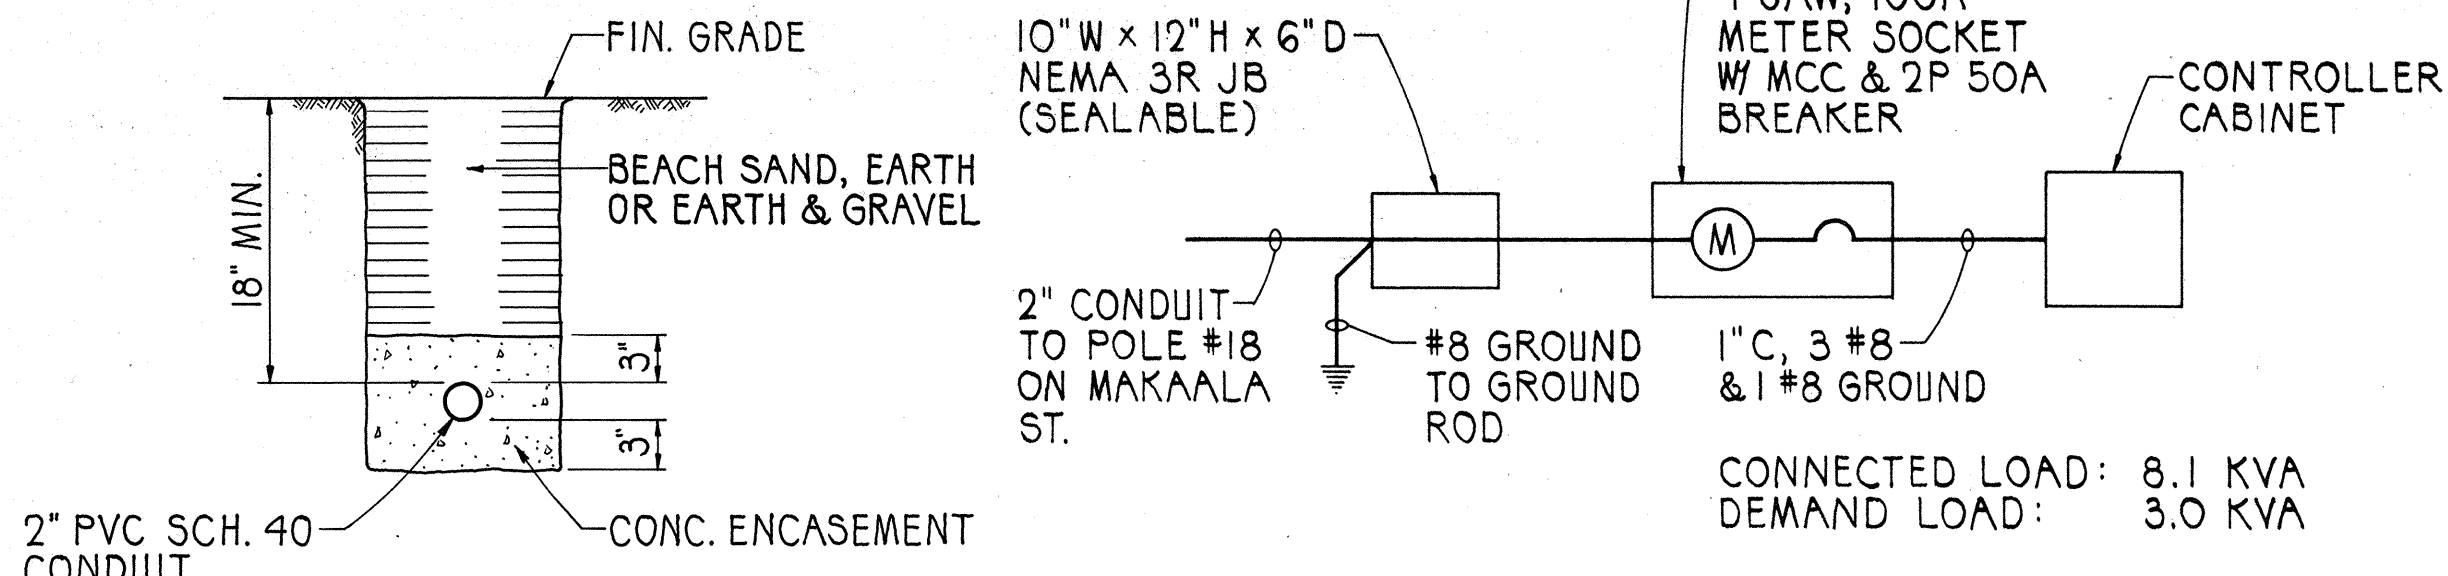 FIN. GRADE
18" MIN.
BEACH SAND, EARTH
OR EARTH & GRAVEL
3"
3"
2" PVC SCH. 40
CONDUIT
CONC. ENCASEMENT
10" W x 12" H x 6" D
NEMA 3R JB
(SEALABLE)
METER SOCKET
W/ MCC & 2P 50A
BREAKER
CONTROLLER
CABINET
M
2" CONDUIT
TO POLE #18
ON MAKAALA
ST.
#8 GROUND
TO GROUND
ROD
1"C, 3 #8
& 1 #8 GROUND
CONNECTED LOAD: 8.1 KVA
DEMAND LOAD: 3.0 KVA